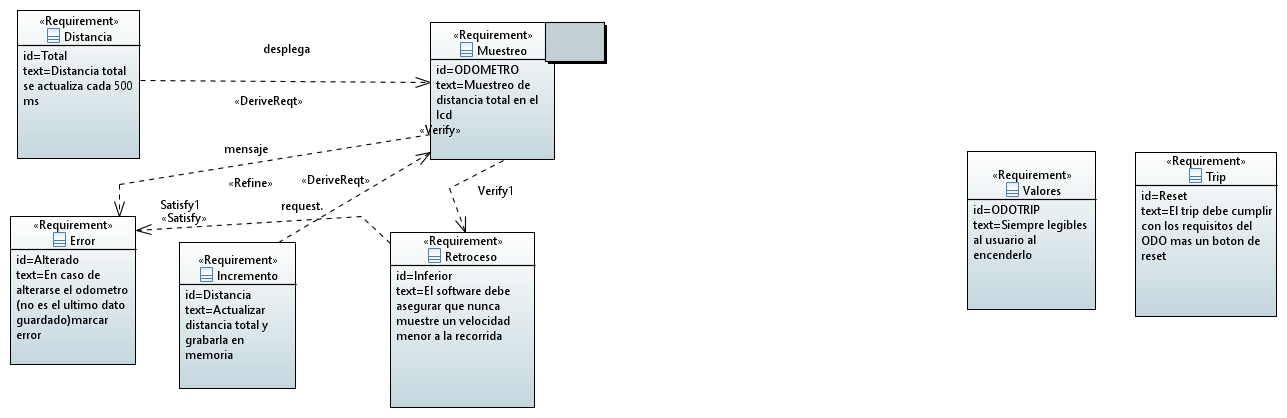 «Requirement»
Distancia
id=Total
text=Distancia total
se actualiza cada 500
ms
desplega
«DeriveReqt»
«Requirement»
Muestreo
id=ODOMETRO
text=Muestreo de
distancia total en el
lcd
«Verify»
mensaje
«Refine»
«DeriveReqt»
Verify1
Satisfy1
«Satisfy»
request.
«Requirement»
Error
id=Alterado
text=En caso de
alterarse el odometro
(no es el ultimo dato
guardado)marcar
error
«Requirement»
Incremento
id=Distancia
text=Actualizar
distancia total y
grabarla en
memoria
«Requirement»
Retroceso
id=Inferior
text=El software debe
asegurar que nunca
muestre un velocidad
menor a la recorrida
«Requirement»
Valores
id=ODOTRIP
text=Siempre legibles
al usuario al
encenderlo
«Requirement»
Trip
id=Reset
text=El trip debe cumplir
con los requisitos del
ODO mas un boton de
reset